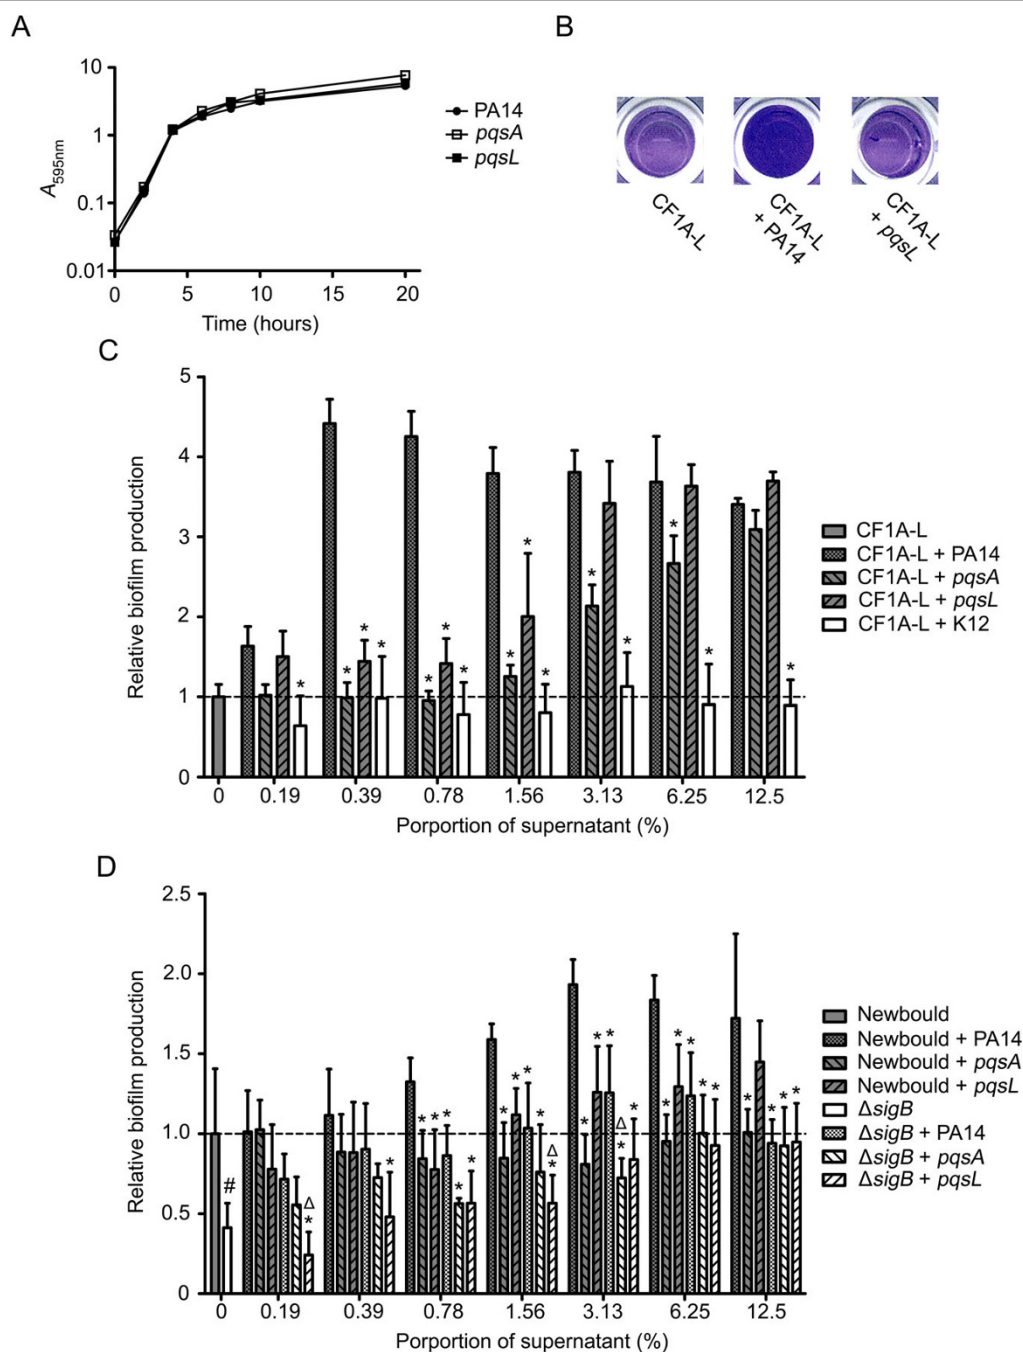 A
10
1
0.1
0.01
A595nm
0
5
10
15
20
Time (hours)
PA14
pqsA
pqsL
B
CF1A-L
CF1A-L
+ PA14
CF1A-L
+ pqsL
C
5
4
3
2
1
0
Relative biofilm production
* * * * * * * * * * * * * * * *
0 0.19 0.39 0.78 1.56 3.13 6.25 12.5
Porportion of supernatant (%)
CF1A-L
CF1A-L + PA14
CF1A-L + pqsA
CF1A-L + pqsL
CF1A-L + K12
D
2.5
2.0
1.5
1.0
0.5
0
Relative biofilm production
#
Δ
*
*
* * * * *
* * * * Δ *
* * * Δ * *
* * * * *
* * * *
0 0.19 0.39 0.78 1.56 3.13 6.25 12.5
Porportion of supernatant (%)
Newbould
Newbould + PA14
Newbould + pqsA
Newbould + pqsL
ΔsigB
ΔsigB + PA14
ΔsigB + pqsA
ΔsigB + pqsL